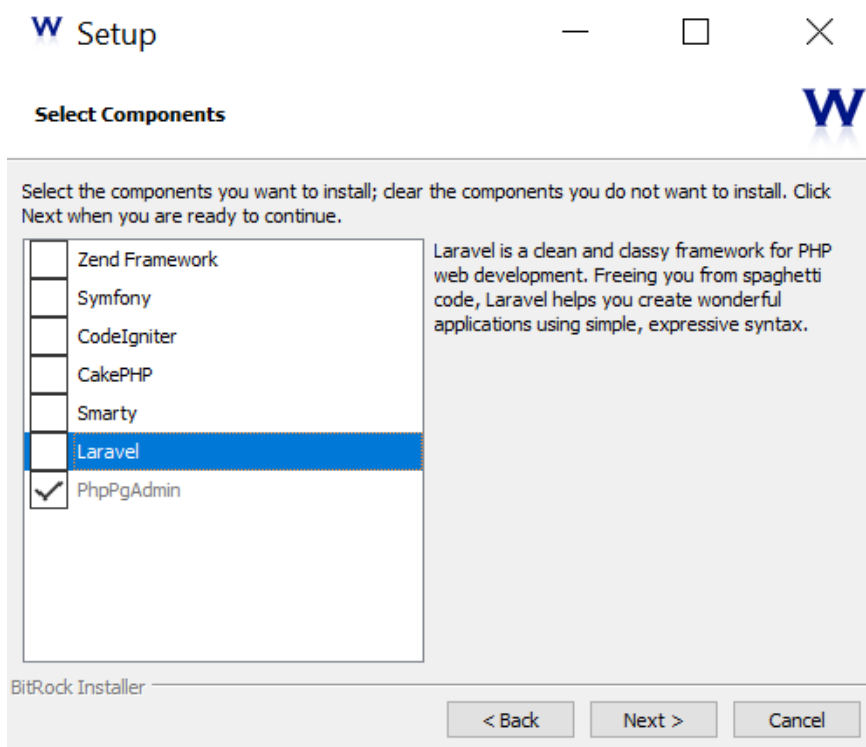 W Setup
Select Components
W
Select the components you want to install; clear the components you do not want to install. Click
Next when you are ready to continue.
Zend Framework
Symfony
CodeIgniter
CakePHP
Smarty
Laravel
PhpPgAdmin
Laravel is a clean and classy framework for PHP
web development. Freeing you from spaghetti
code, Laravel helps you create wonderful
applications using simple, expressive syntax.
BitRock Installer
< Back
Next >
Cancel